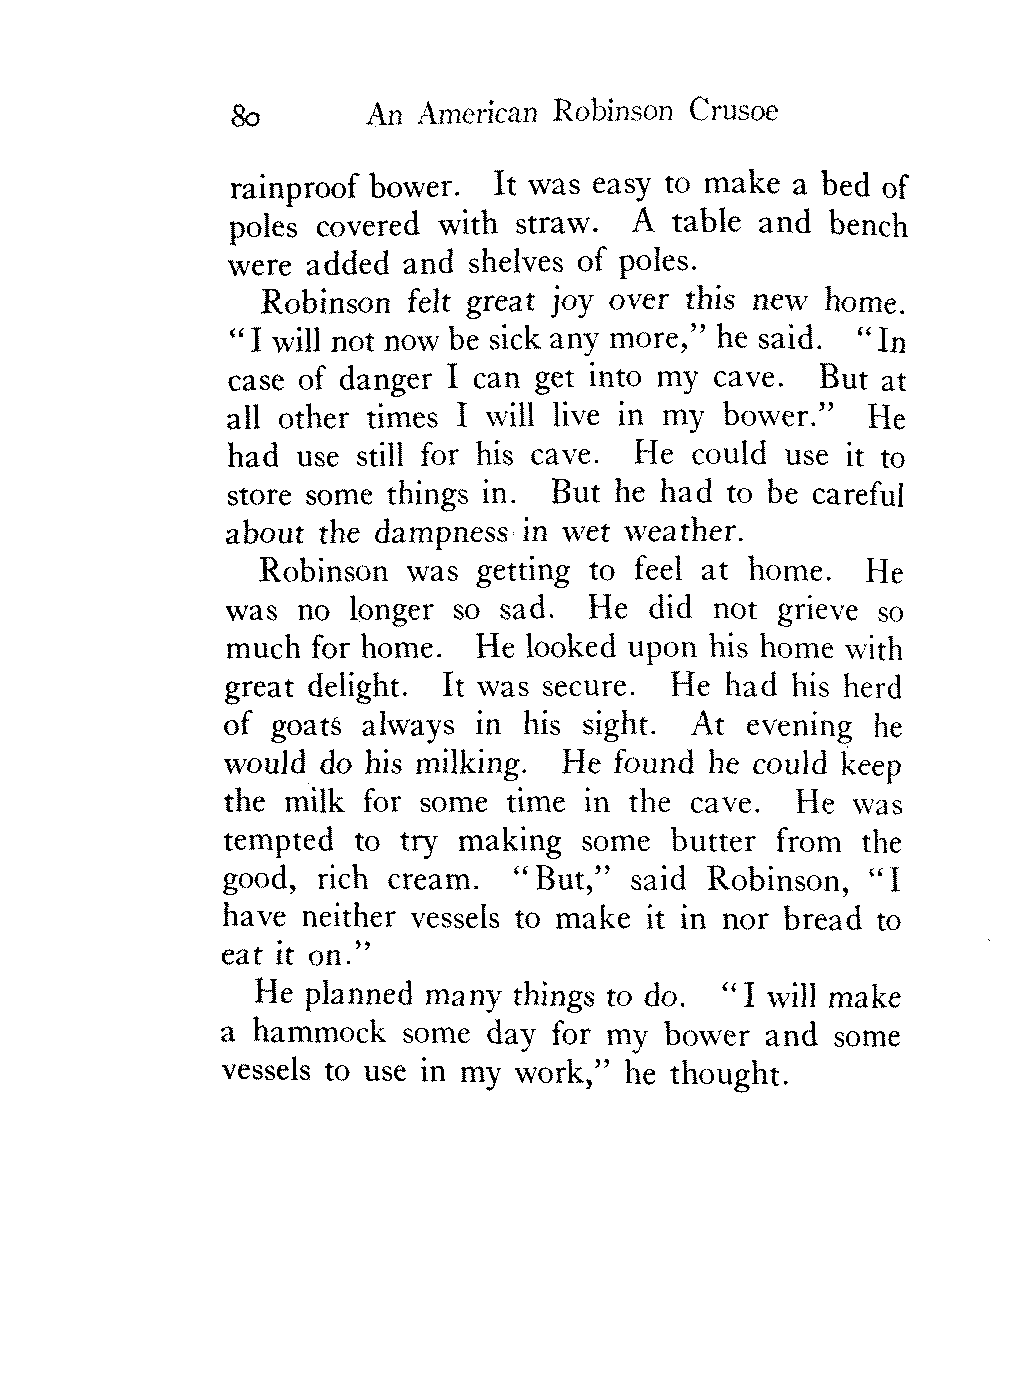 80 An American Robinson Crusoe
rainproof bower. It was easy to make a bed of
poles covered with straw. A table and bench
were added and shelves of poles.
Robinson felt great joy over this new home.
“I will not now be sick any more,” he said. “In
case of danger I can get into my cave. But at
all other times I will live in my bower.” He
had use still for his cave. He could use it to
store some things in. But he had to be careful
about the dampness in wet weather.
Robinson was getting to feel at home. He
was no longer so sad. He did not grieve so
much for home. He looked upon his home with
great delight. It was secure. He had his herd
of goats always in his sight. At evening he
would do his milking. He found he could keep
the milk for some time in the cave. He was
tempted to try making some butter from the
good, rich cream. “But,” said Robinson, “I
have neither vessels to make it in nor bread to
eat it on.”
He planned many things to do. “I will make
a hammock some day for my bower and some
vessels to use in my work,” he thought.